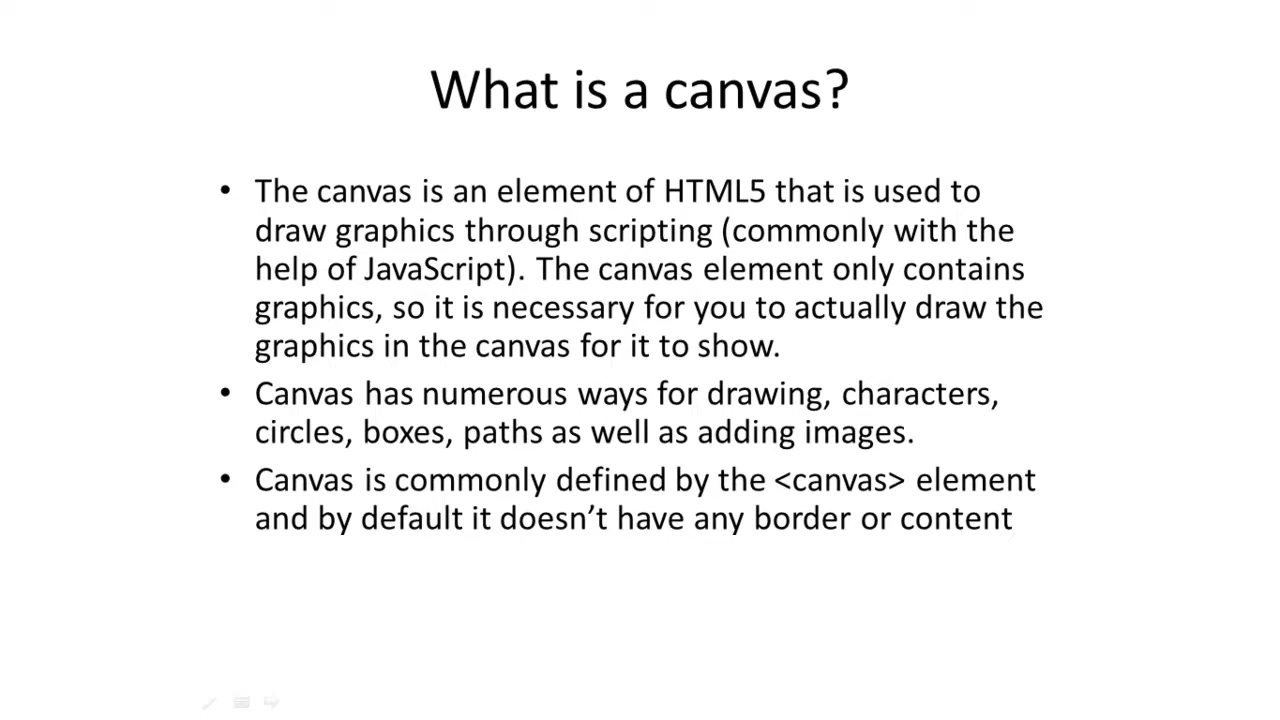 What is a canvas?
• The canvas is an element of HTML5 that is used to
draw graphics through scripting (commonly with the
help of JavaScript). The canvas element only contains
graphics, so it is necessary for you to actually draw the
graphics in the canvas for it to show.
• Canvas has numerous ways for drawing, characters,
circles, boxes, paths as well as adding images.
• Canvas is commonly defined by the <canvas> element
and by default it doesn’t have any border or content